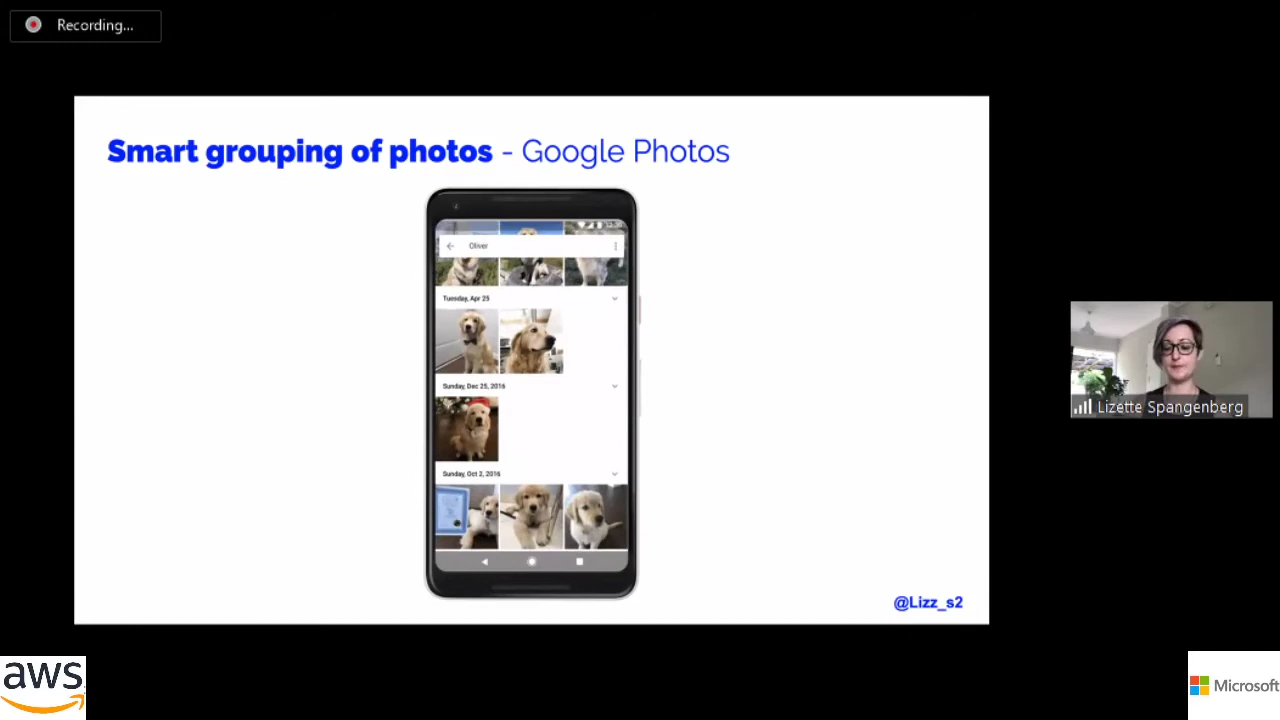 Recording...
Smart grouping of photos - Google Photos
Oliver
Tuesday, Apr 25
Sunday, Dec 25, 2016
Sunday, Oct 2, 2016
Lizette Spangenberg
@Lizz_s2
aws
Microsoft